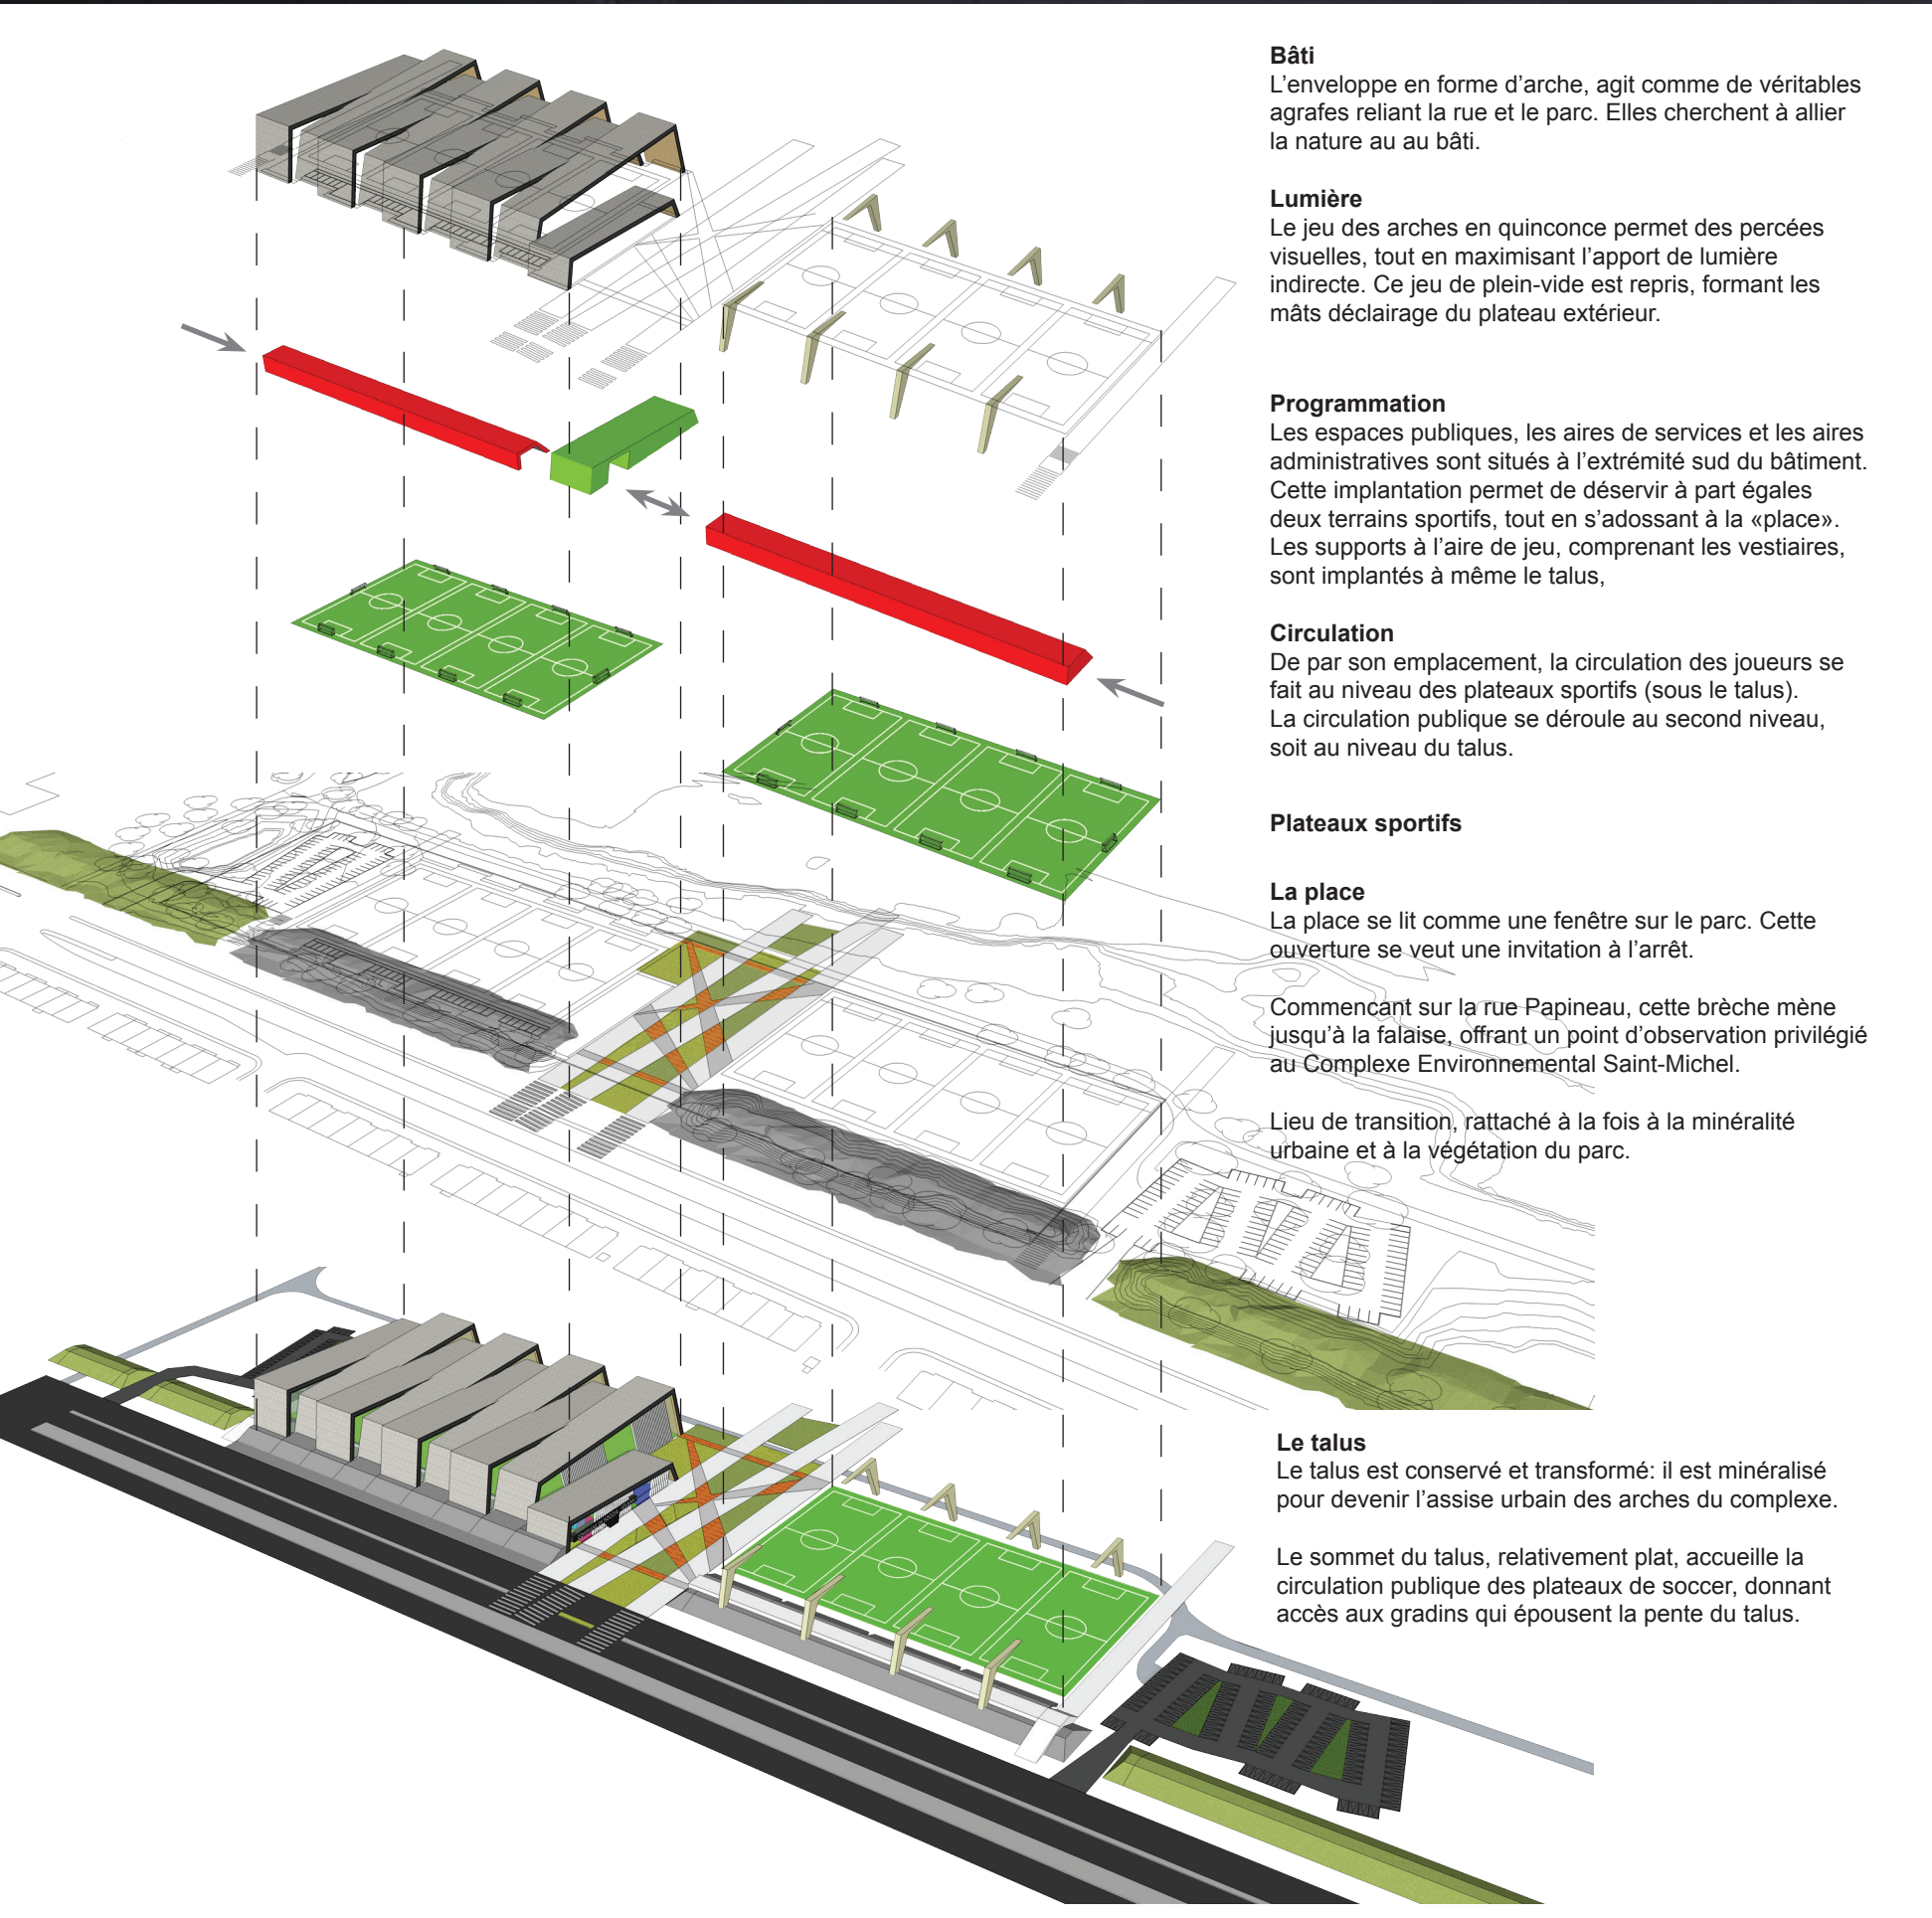 Bâti
L’enveloppe en forme d’arche, agit comme de véritables
agrafes reliant la rue et le parc. Elles cherchent à allier
la nature au au bâti.
Lumière
Le jeu des arches en quinconce permet des percées
visuelles, tout en maximisant l’apport de lumière
indirecte. Ce jeu de plein-vide est repris, formant les
mâts déclairage du plateau extérieur.
Programmation
Les espaces publiques, les aires de services et les aires
administratives sont situés à l’extrémité sud du bâtiment.
Cette implantation permet de déservir à part égales
deux terrains sportifs, tout en s’adossant à la «place».
Les supports à l’aire de jeu, comprenant les vestiaires,
sont implantés à même le talus,
Circulation
De par son emplacement, la circulation des joueurs se
fait au niveau des plateaux sportifs (sous le talus).
La circulation publique se déroule au second niveau,
soit au niveau du talus.
Plateaux sportifs
La place
La place se lit comme une fenêtre sur le parc. Cette
ouverture se veut une invitation à l’arrêt.
Commencant sur la rue Papineau, cette brèche mène
jusqu’à la falaise, offrant un point d’observation privilégié
au Complexe Environnemental Saint-Michel.
Lieu de transition, rattaché à la fois à la minéralité
urbaine et à la végétation du parc.
Le talus
Le talus est conservé et transformé: il est minéralisé
pour devenir l’assise urbain des arches du complexe.
Le sommet du talus, relativement plat, accueille la
circulation publique des plateaux de soccer, donnant
accès aux gradins qui épousent la pente du talus.